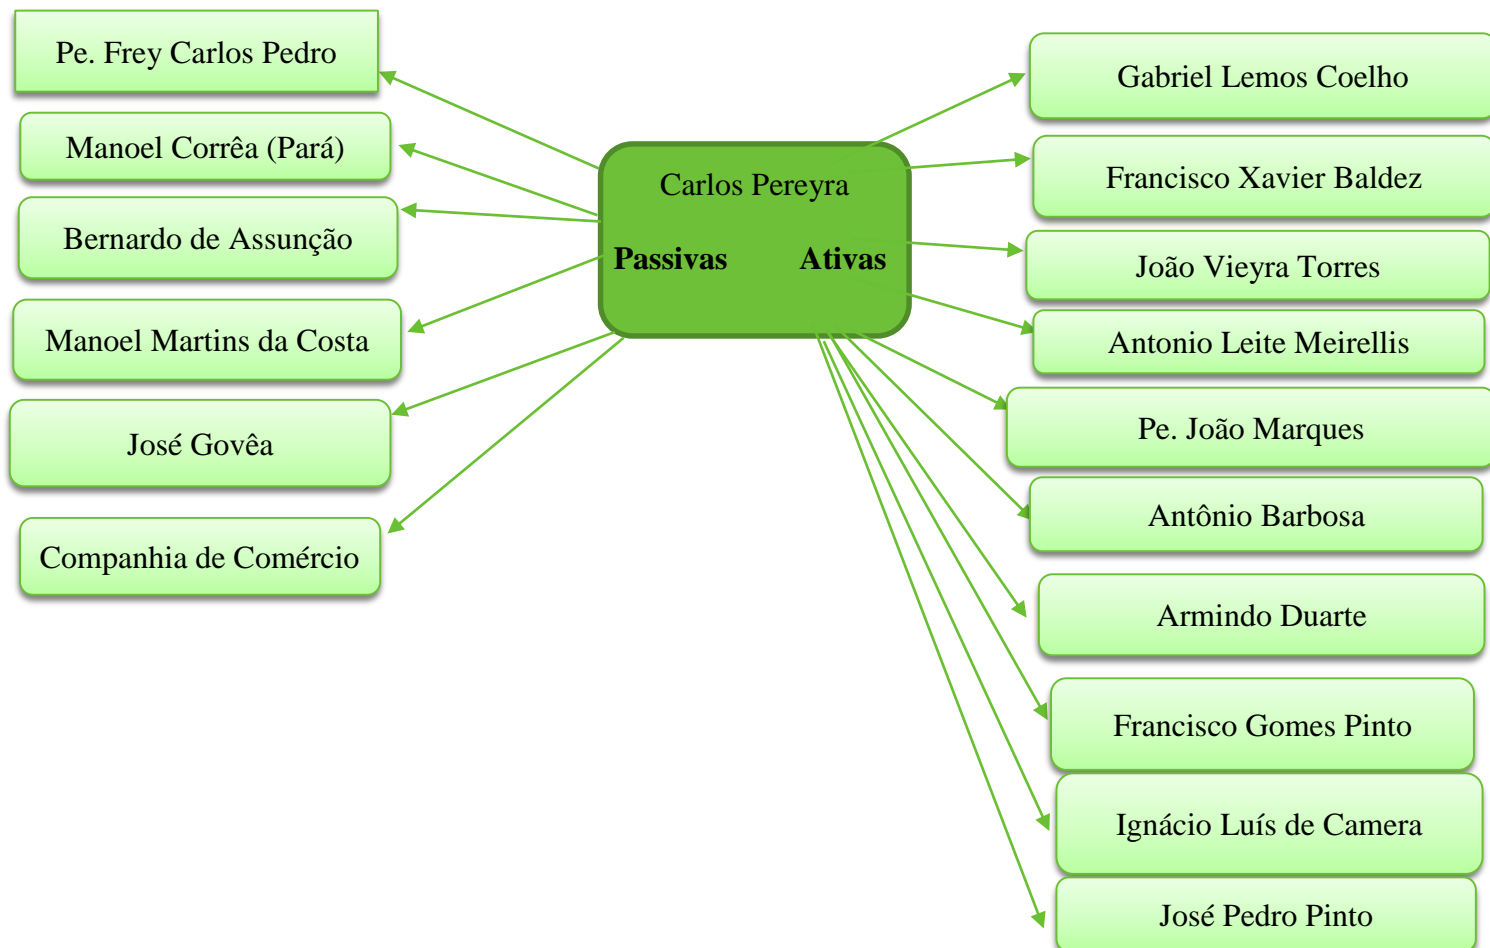 Pe. Frey Carlos Pedro
Manoel Corrêa (Pará)
Bernardo de Assunção
Manoel Martins da Costa
José Govêa
Companhia de Comércio
Carlos Pereyra
Passivas Ativas
Gabriel Lemos Coelho
Francisco Xavier Baldez
João Vieyra Torres
Antonio Leite Meirellis
Pe. João Marques
Antônio Barbosa
Armindo Duarte
Francisco Gomes Pinto
Ignácio Luís de Camera
José Pedro Pinto